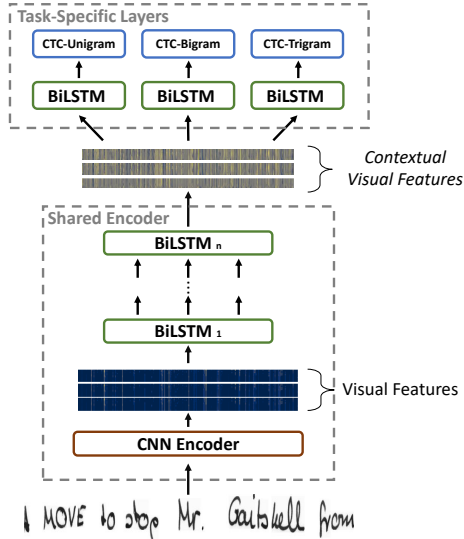 Task-Specific Layers
CTC-Unigram CTC-Bigram CTC-Trigram
BiLSTM BiLSTM BiLSTM
Contextual
Visual Features
Shared Encoder
BiLSTM n
BiLSTM 1
Visual Features
CNN Encoder
MOVE to stop Mr. Gaitskell from